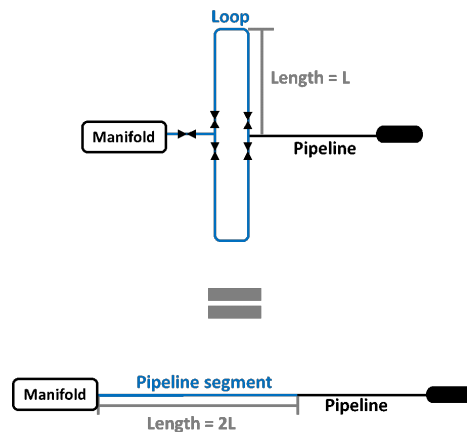 Loop
Length = L
Manifold
Pipeline
Manifold
Pipeline segment
Pipeline
Length = 2L